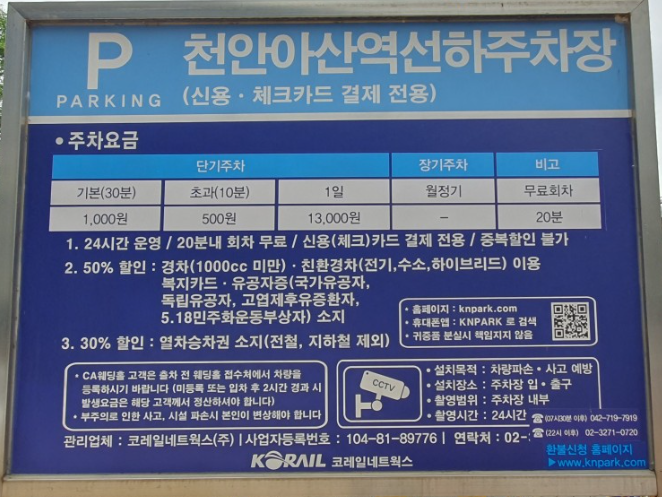 P
PARKING
천안아산역선하주차장
(신용 · 체크카드 결제 전용)
• 주차요금
단기주차 장기주차 비고
기본(30분) 초과(10분) 1일 월정기 무료회차
1,000원 500원 13,000원 – 20분
1. 24시간 운영 / 20분내 회차 무료 / 신용(체크)카드 결제 전용 / 중복할인 불가
2. 50% 할인 : 경차(1000cc 미만) · 친환경차(전기,수소,하이브리드) 이용
복지카드 · 유공자증(국가유공자,
독립유공자, 고엽제후유증환자,
5.18민주화운동부상자) 소지
3. 30% 할인 : 열차승차권 소지(전철, 지하철 제외)
• 홈페이지 : knpark.com
• 휴대폰앱 : KNPARK 로 검색
• 귀중품 분실시 책임지지 않음
• CA웨딩홀 고객은 출차 전 웨딩홀 접수처에서 차량을
등록하시기 바랍니다 (미등록 또는 입차 후 2시간 경과 시
발생요금은 해당 고객께서 정산하셔야 합니다)
• 부주의로 인한 사고, 시설 파손시 본인이 변상해야 합니다
CCTV
• 설치목적 : 차량파손 · 사고 예방
• 설치장소 : 주차장 입 · 출구
• 촬영범위 : 주차장 내부
• 촬영시간 : 24시간
☎ (07시30분 이후) 042-719-7919
☎ (22시 이후) 02-3271-0720
관리업체 : 코레일네트웍스(주) | 사업자등록번호 : 104-81-89776 | 연락처 : 02-
환불신청 홈페이지
▶ www.knpark.com
KORAIL 코레일네트웍스